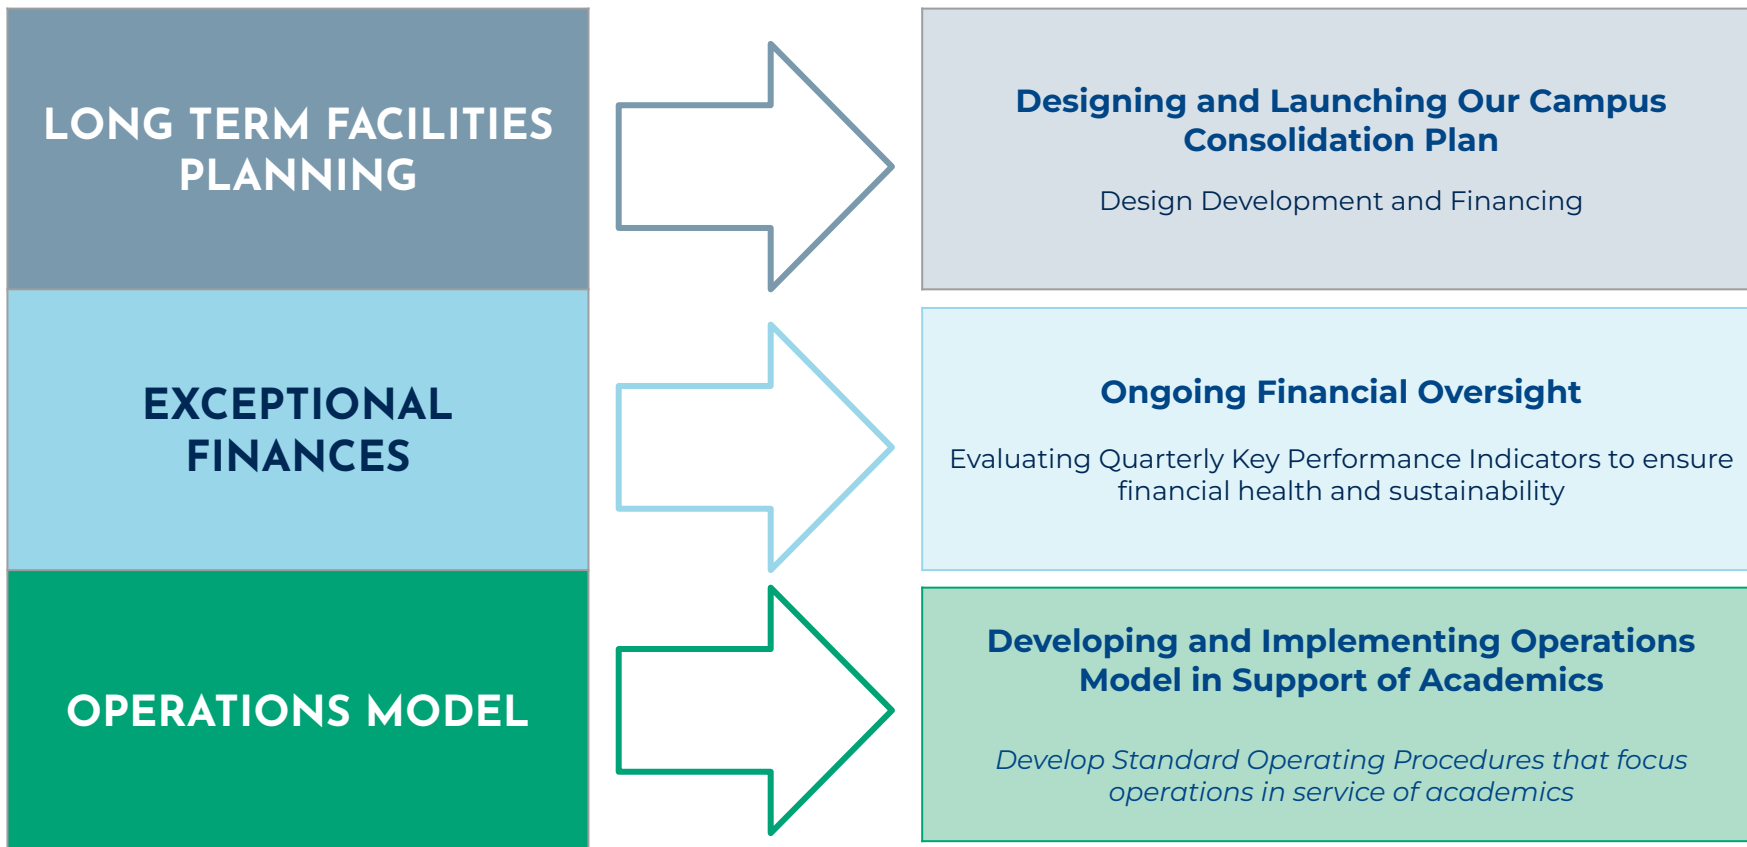 LONG TERM FACILITIES
PLANNING
Designing and Launching Our Campus
Consolidation Plan
Design Development and Financing
EXCEPTIONAL
FINANCES
Ongoing Financial Oversight
Evaluating Quarterly Key Performance Indicators to ensure
financial health and sustainability
OPERATIONS MODEL
Developing and Implementing Operations
Model in Support of Academics
Develop Standard Operating Procedures that focus
operations in service of academics